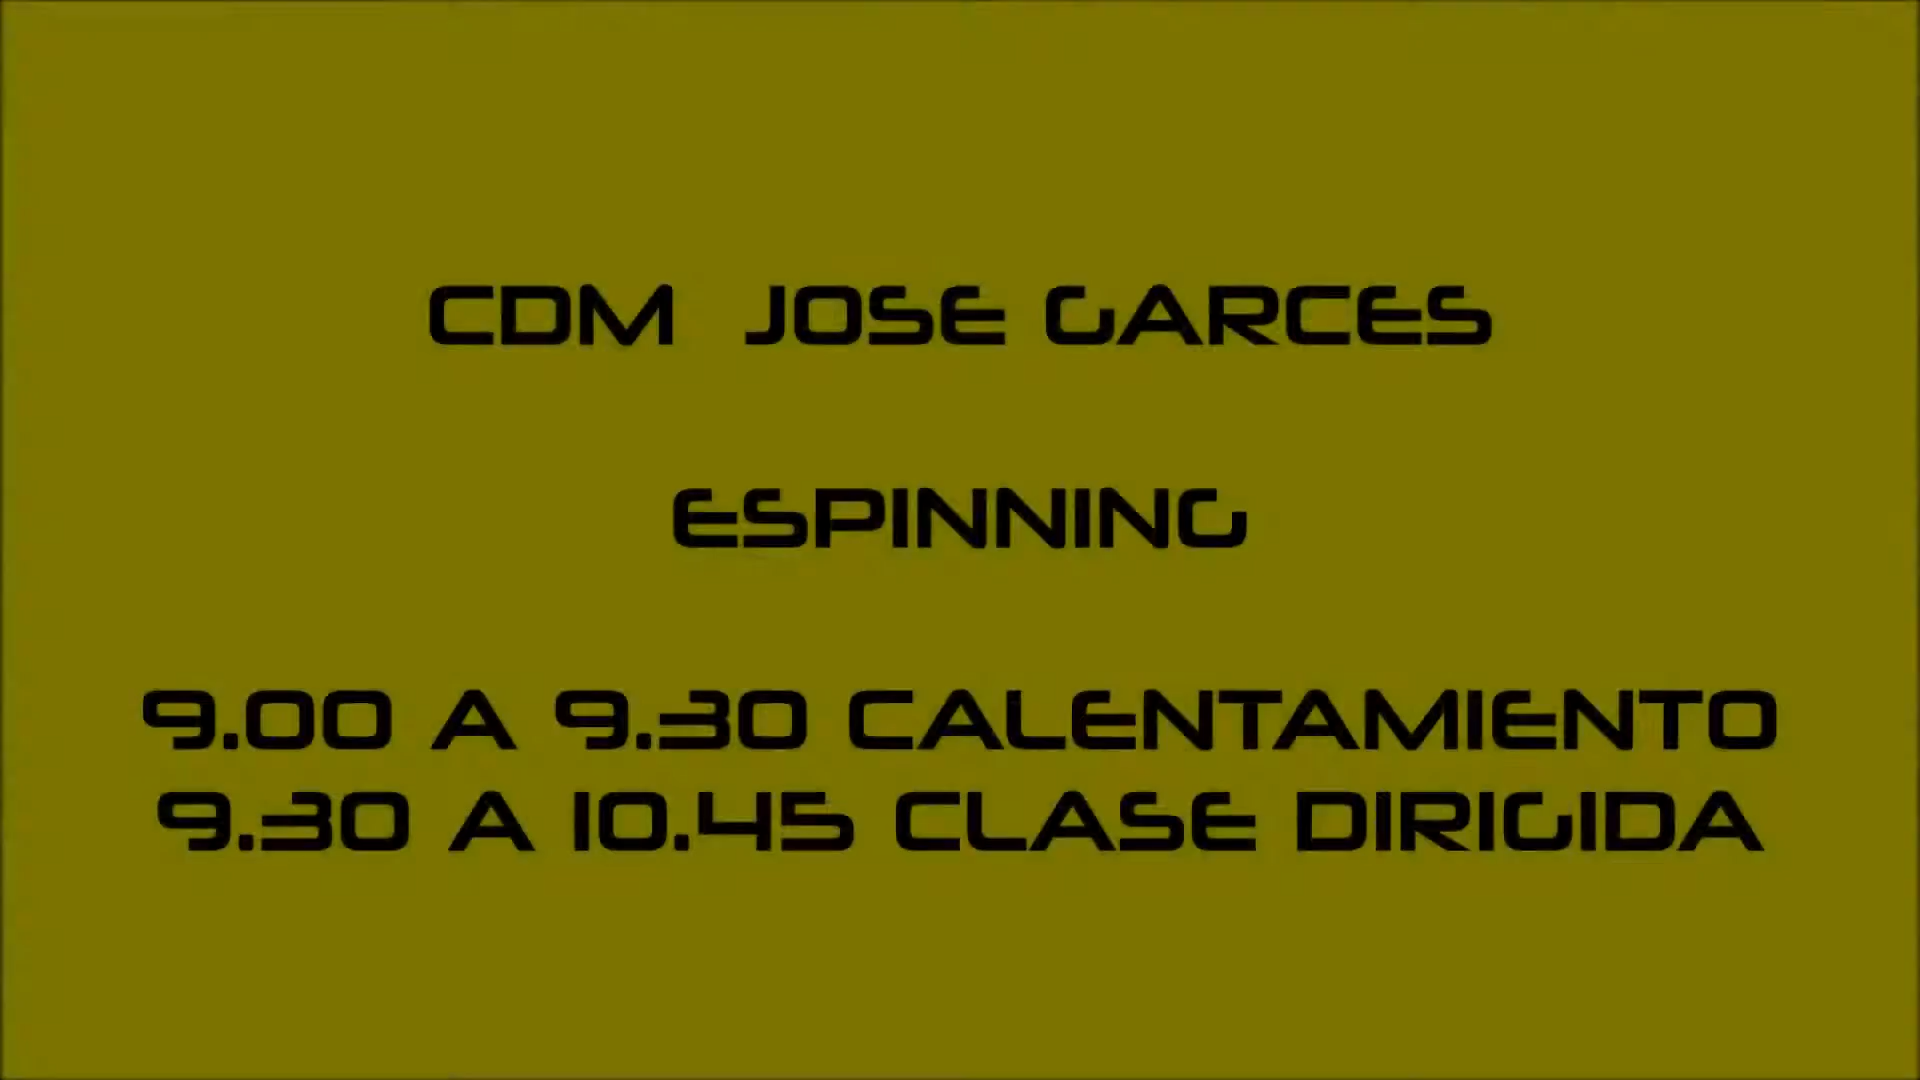 CDM JOSE GARCES
ESPINNING
9.00 A 9.30 CALENTAMIENTO
9.30 A 10.45 CLASE DIRIGIDA